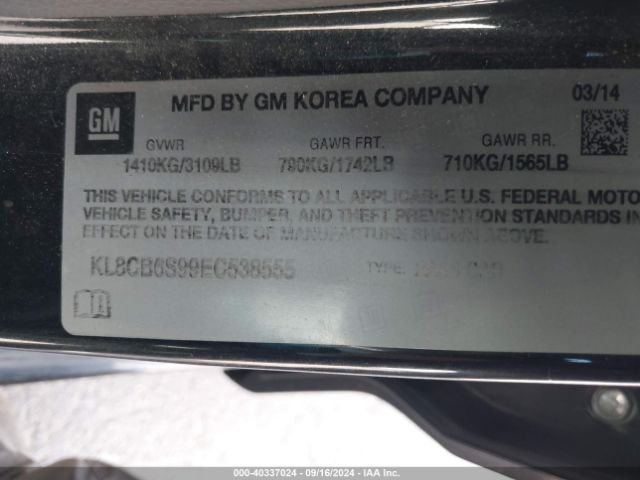 GM MFD BY GM KOREA COMPANY 03/14
GVWR GAWR FRT. GAWR RR.
1410KG/3109LB 790KG/1742LB 710KG/1565LB
THIS VEHICLE CONFORMS TO ALL APPLICABLE U.S. FEDERAL MOTO
VEHICLE SAFETY, BUMPER, AND THEFT PREVENTION STANDARDS IN
EFFECT ON THE DATE OF MANUFACTURE SHOWN ABOVE.
KL8CB6S99EC538555 TYPE:
000-40337024 - 09/16/2024 - IAA Inc.